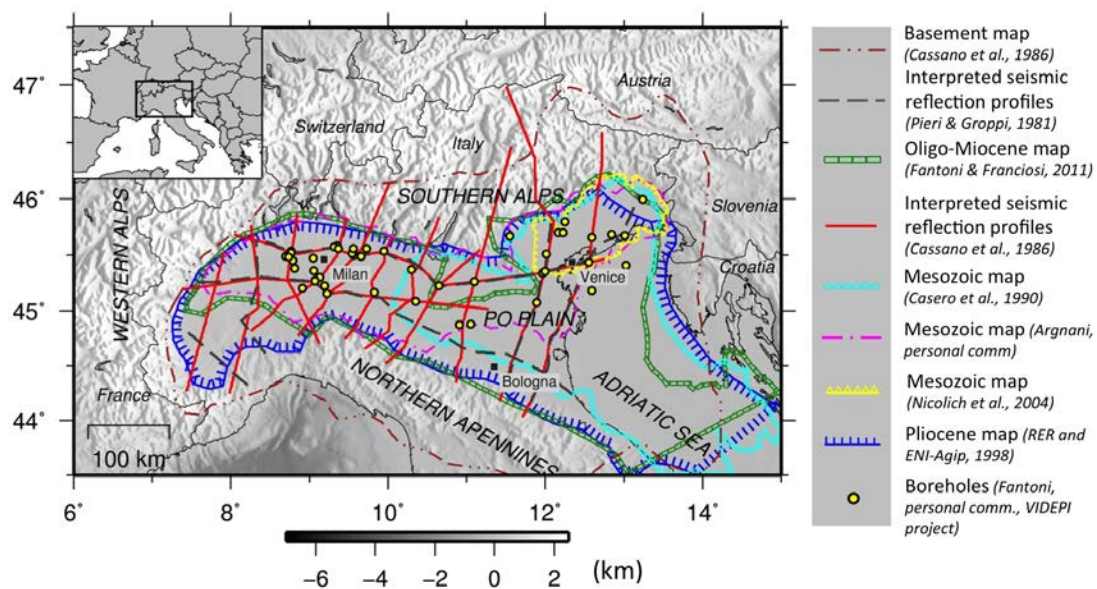 47°
46°
45°
44°
6°
8°
10°
12°
14°
Austria
Switzerland
Italy
SOUTHERN ALPS
Slovenia
WESTERN ALPS
Milan
Venice
Croatia
PO PLAIN
Bologna
France
NORTHERN APENNINES
ADRIATIC SEA
100 km
−6
−4
−2
0
2
(km)
Basement map
(Cassano et al., 1986)
Interpreted seismic
reflection profiles
(Pieri & Groppi, 1981)
Oligo-Miocene map
(Fantoni & Franciosi, 2011)
Interpreted seismic
reflection profiles
(Cassano et al., 1986)
Mesozoic map
(Casero et al., 1990)
Mesozoic map (Argnani,
personal comm)
Mesozoic map
(Nicolich et al., 2004)
Pliocene map (RER and
ENI-Agip, 1998)
Boreholes (Fantoni,
personal comm., VIDEPI
project)